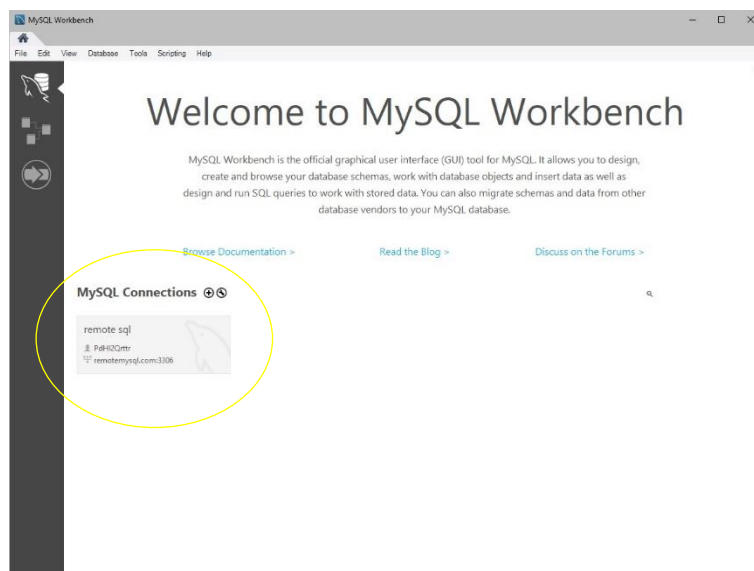 MySQL Workbench
File Edit View Database Tools Scripting Help
Welcome to MySQL Workbench
MySQL Workbench is the official graphical user interface (GUI) tool for MySQL. It allows you to design,
create and browse your database schemas, work with database objects and insert data as well as
design and run SQL queries to work with stored data. You can also migrate schemas and data from other
database vendors to your MySQL database.
Browse Documentation > Read the Blog > Discuss on the Forums >
MySQL Connections
remote sql
remotemysql.com:3306